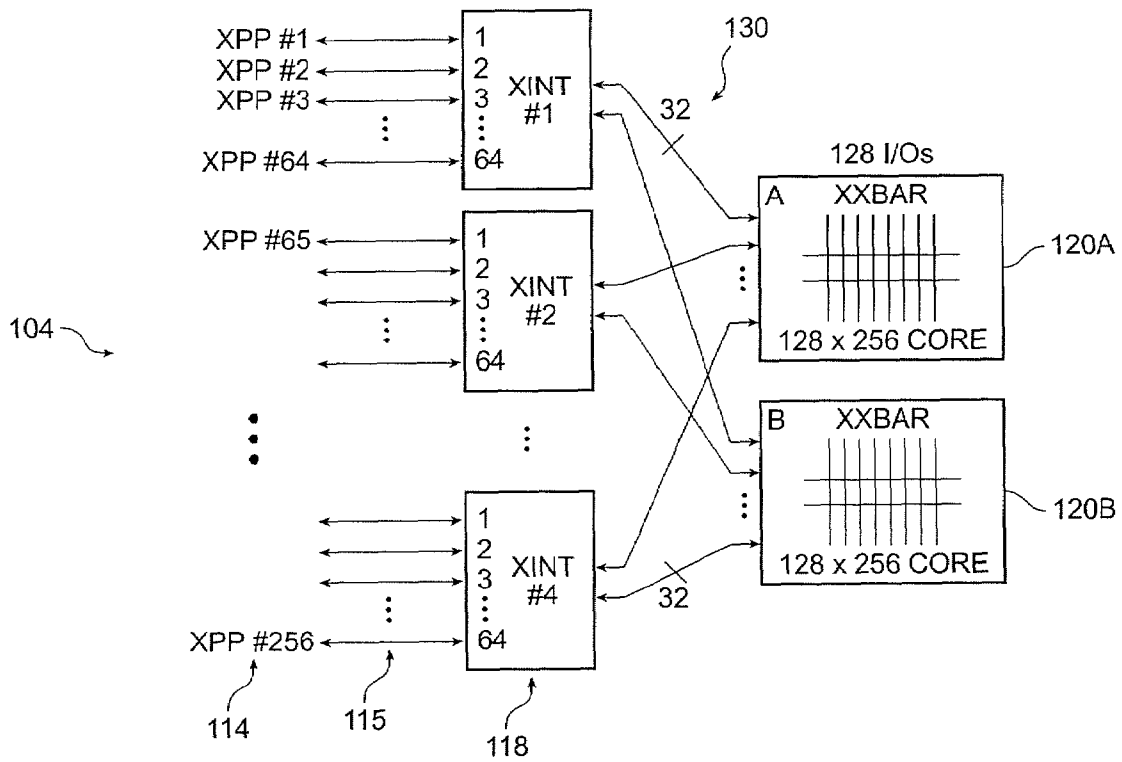 XPP #1
XPP #2
XPP #3
XPP #64
1
2
3
64
XINT
#1
130
32
128 I/Os
A
XXBAR
128 x 256 CORE
120A
XPP #65
1
2
3
64
XINT
#2
104
B
XXBAR
128 x 256 CORE
120B
1
2
3
64
XINT
#4
32
XPP #256
114
115
118